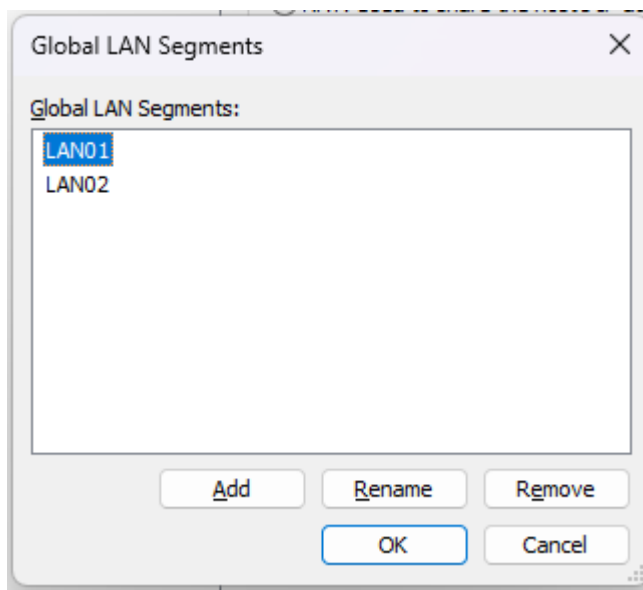 Global LAN Segments
Global LAN Segments:
LAN01
LAN02
Add Rename Remove
OK Cancel